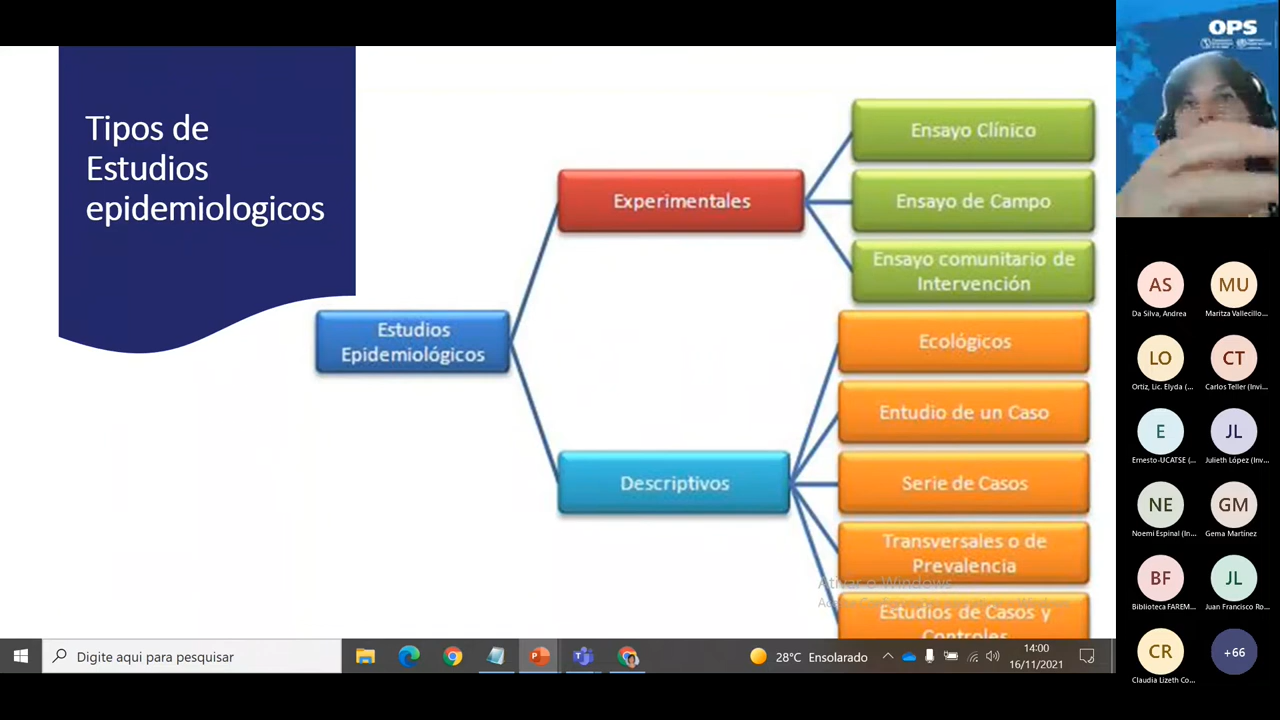 Tipos de
Estudios
epidemiologicos
Estudios
Epidemiológicos
Experimentales
Descriptivos
Ensayo Clínico
Ensayo de Campo
Ensayo comunitario de
Intervención
Ecológicos
Entudio de un Caso
Serie de Casos
Transversales o de
Prevalencia
Estudios de Casos y
Controles
Ativar o Windows
OPS
AS
Da Silva, Andrea
MU
Maritza Vallecillo...
LO
Ortiz, Lic. Elyda (...
CT
Carlos Teller (Invi...
E
Ernesto-UCATSE (...
JL
Julieth López (Inv...
NE
Noemi Espinal (In...
GM
Gema Martínez
BF
Biblioteca FAREM...
JL
Juan Francisco Ro...
CR
Claudia Lizeth Co...
+66
Digite aqui para pesquisar
28°C Ensolarado
14:00
16/11/2021